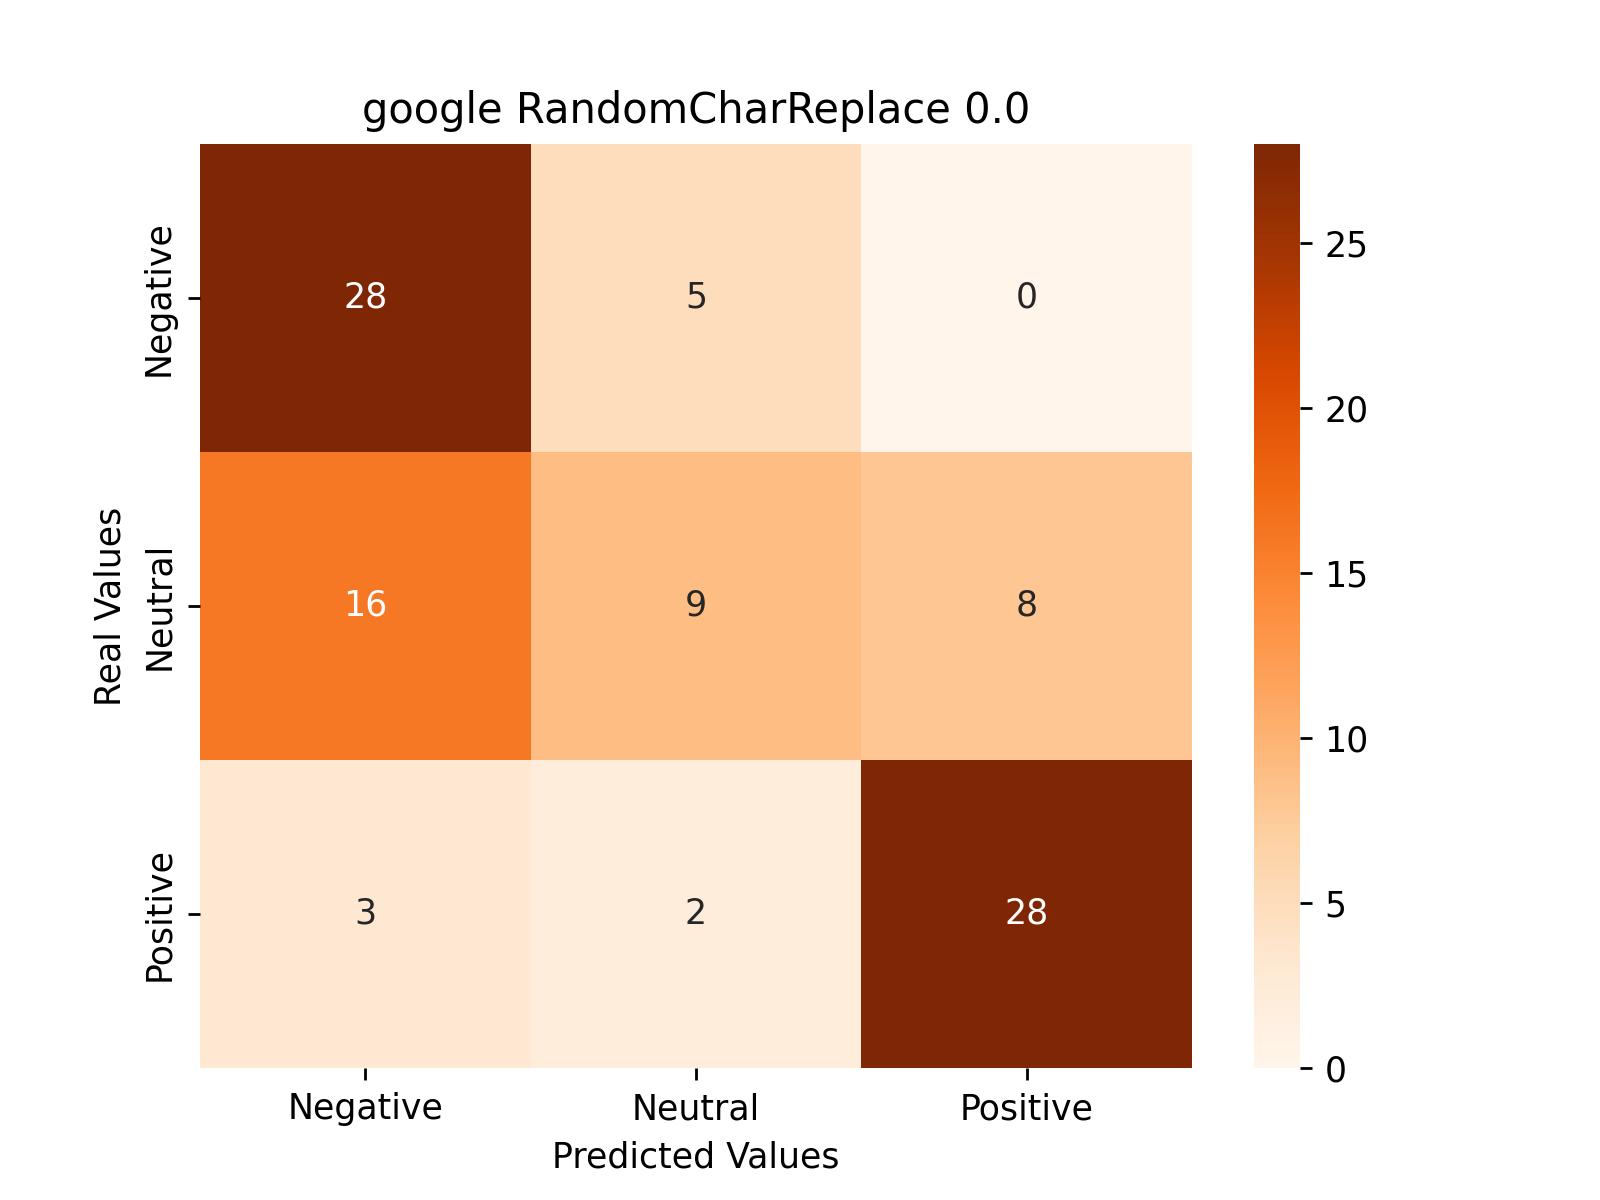 google RandomCharReplace 0.0
Real Values
Negative
28 5 0
Neutral
16 9 8
Positive
3 2 28
Negative Neutral Positive
Predicted Values
25
20
15
10
5
0